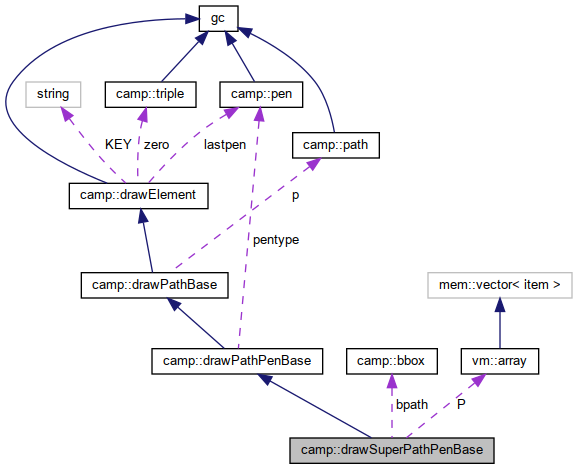 gc
string
camp::triple
camp::pen
KEY
zero
lastpen
camp::path
camp::drawElement
p
pentype
camp::drawPathBase
mem::vector< item >
camp::drawPathPenBase
camp::bbox
vm::array
bpath
P
camp::drawSuperPathPenBase